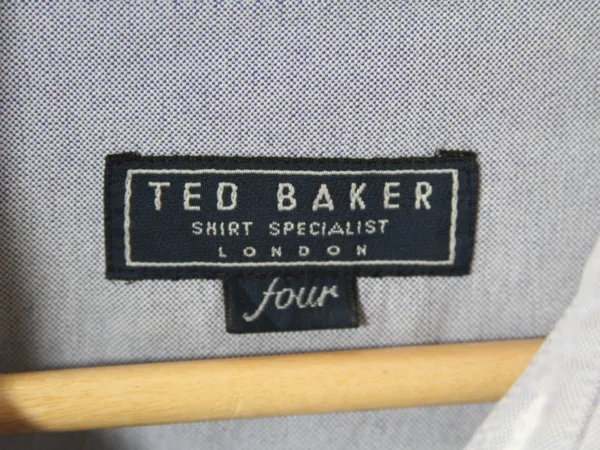 TED BAKER
SHIRT SPECIALIST
LONDON
four